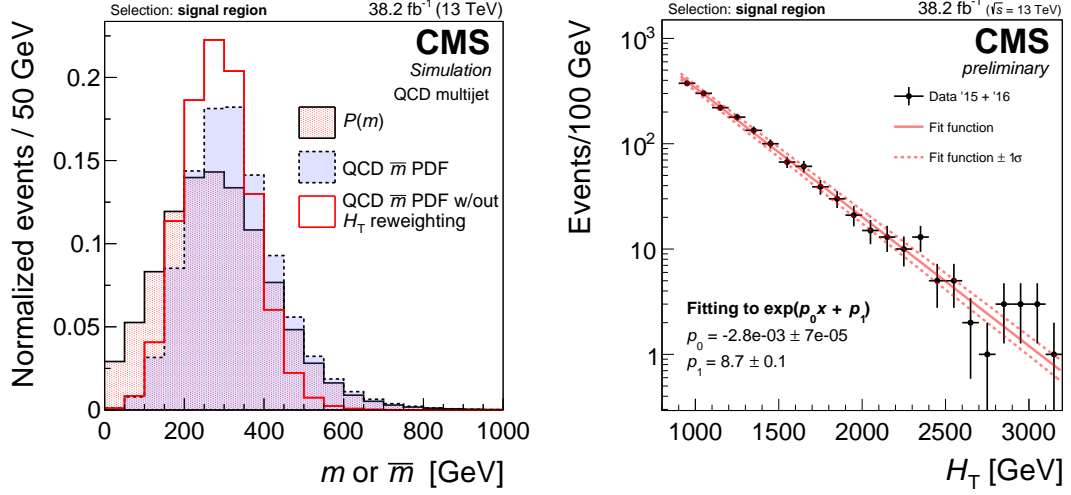 Selection: signal region 38.2 fb⁻¹ (13 TeV)
CMS
Simulation
QCD multijet
P(m)
QCD m̅ PDF
QCD m̅ PDF w/out
H_T reweighting
Normalized events / 50 GeV
0.2
0.15
0.1
0.05
0
0 200 400 600 800 1000
m or m̅ [GeV]
Selection: signal region 38.2 fb⁻¹ (√s = 13 TeV)
CMS
preliminary
Data '15 + '16
Fit function
Fit function ± 1σ
Events/100 GeV
10³
10²
10
1
Fitting to exp(p₀x + p₁)
p₀ = -2.8e-03 ± 7e-05
p₁ = 8.7 ± 0.1
1000 1500 2000 2500 3000
H_T [GeV]